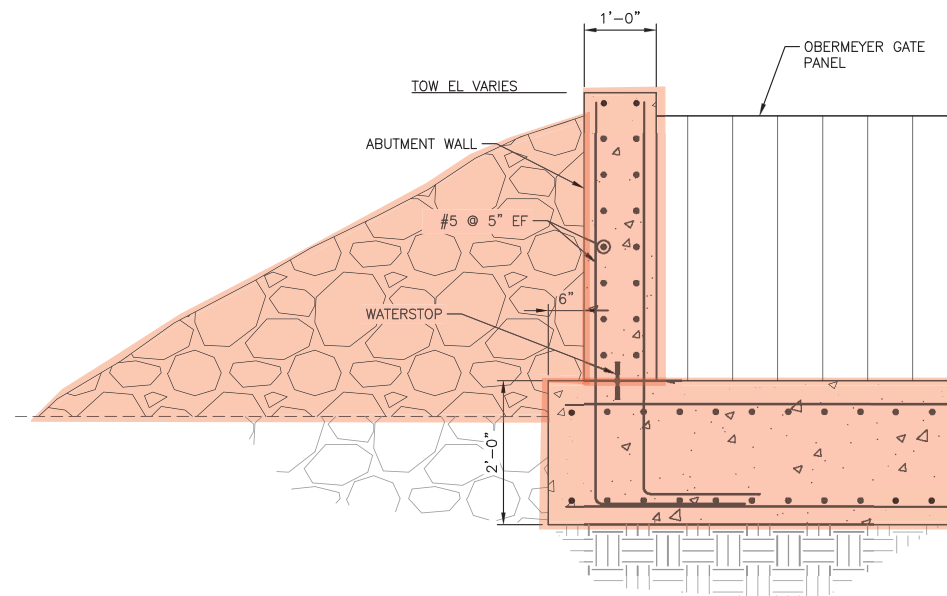 1'-0"
OBERMEYER GATE
PANEL
TOW EL VARIES
ABUTMENT WALL
#5 @ 5" EF
6"
WATERSTOP
2'-0"